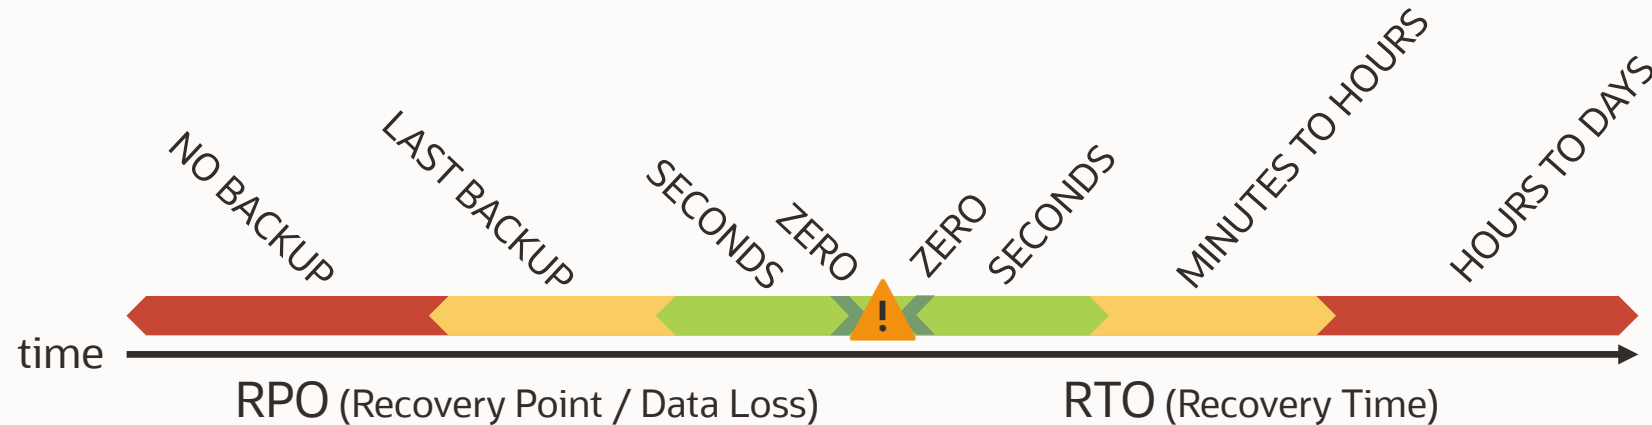 NO BACKUP
LAST BACKUP
SECONDS
ZERO
ZERO
SECONDS
MINUTES TO HOURS
HOURS TO DAYS
!
time
RPO (Recovery Point / Data Loss)
RTO (Recovery Time)